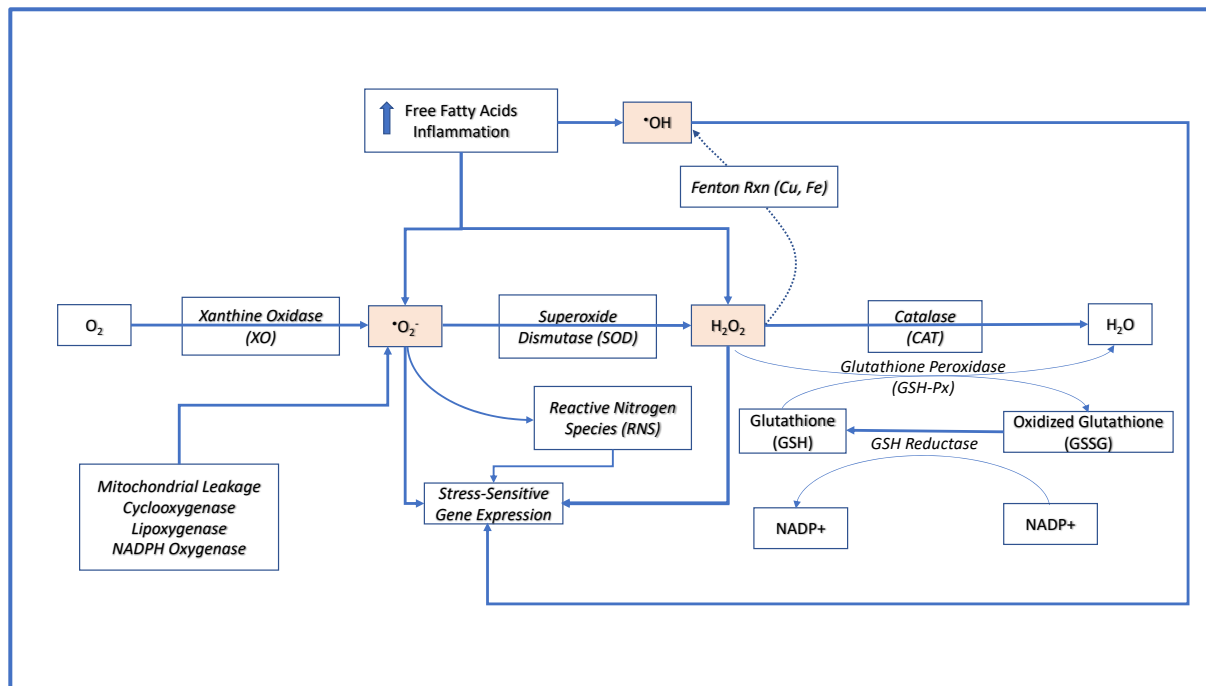 Free Fatty Acids
Inflammation
•OH
Fenton Rxn (Cu, Fe)
O₂
Xanthine Oxidase
(XO)
•O₂⁻
Superoxide
Dismutase (SOD)
H₂O₂
Catalase
(CAT)
H₂O
Glutathione Peroxidase
(GSH-Px)
Reactive Nitrogen
Species (RNS)
Glutathione
(GSH)
Oxidized Glutathione
(GSSG)
GSH Reductase
Mitochondrial Leakage
Cyclooxygenase
Lipoxygenase
NADPH Oxygenase
Stress-Sensitive
Gene Expression
NADP+
NADP+